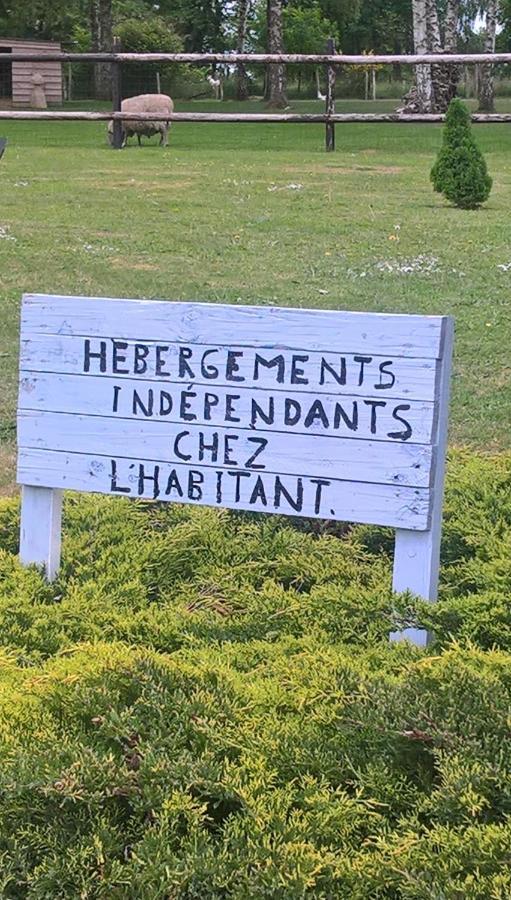 HEBERGEMENTS
INDÉPENDANTS
CHEZ
L'HABITANT.